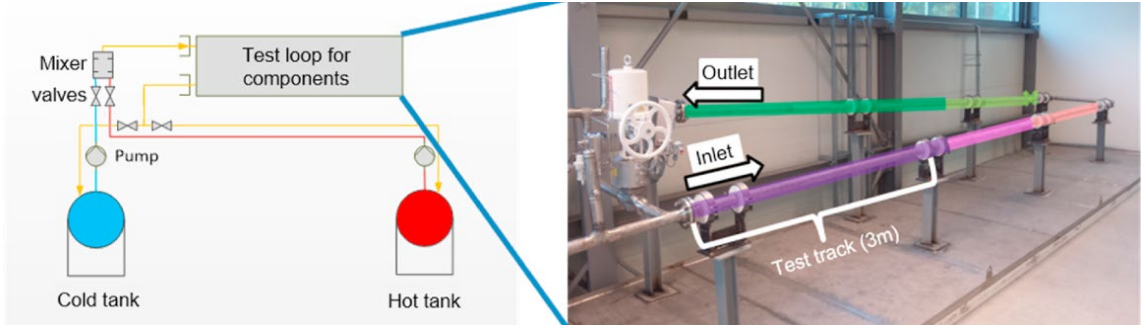 Mixer
valves
Test loop for
components
Pump
Cold tank
Hot tank
Outlet
Inlet
Test track (3m)